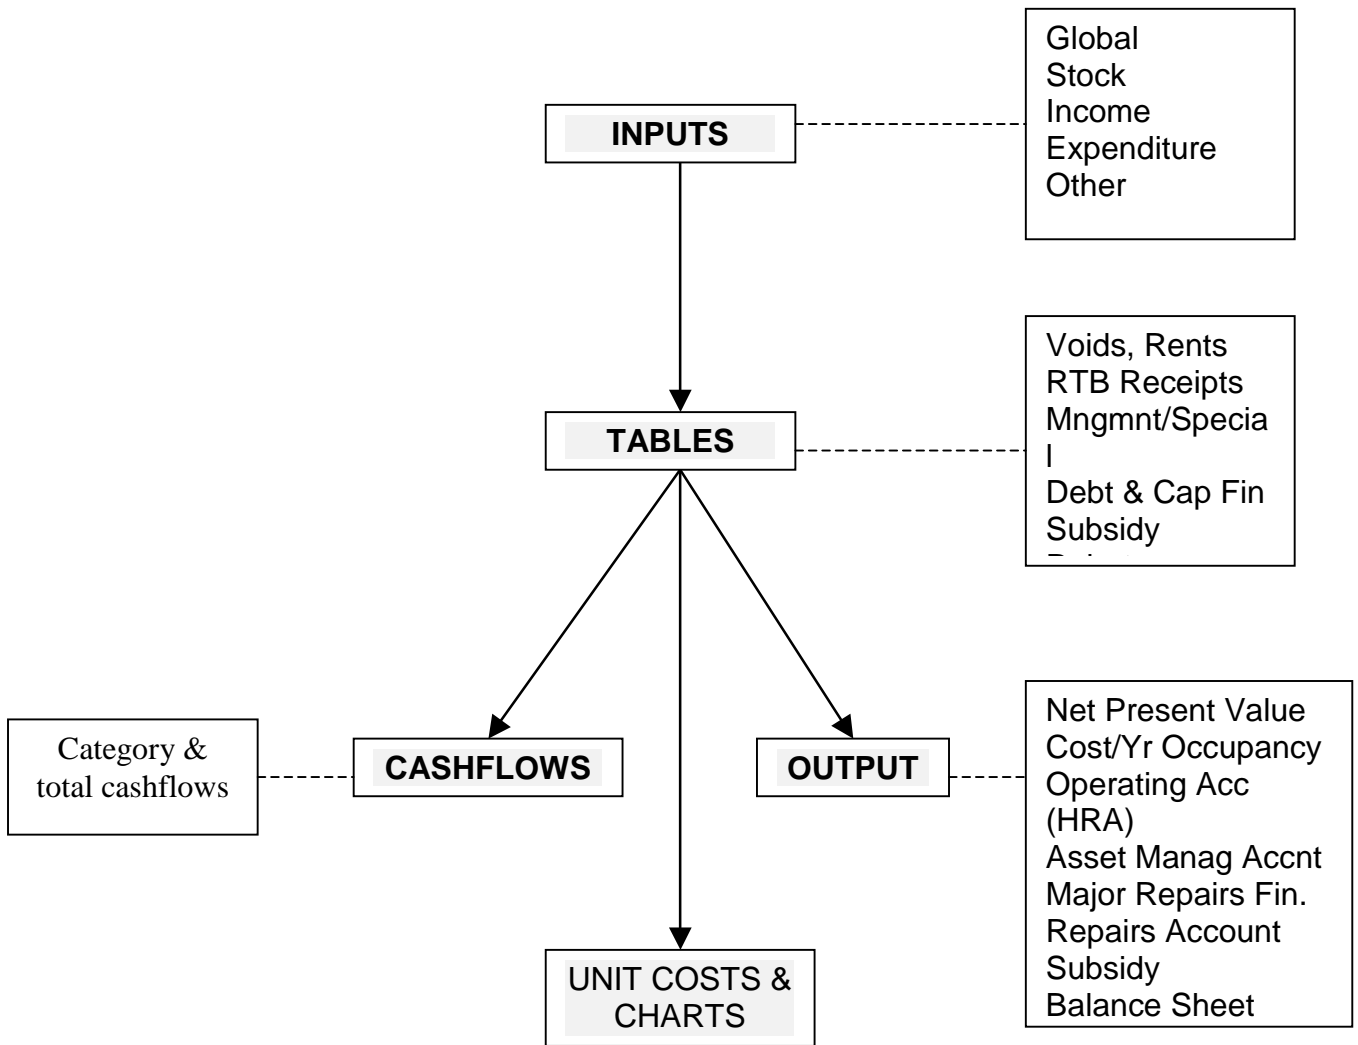 Global
Stock
Income
Expenditure
Other
INPUTS
Voids, Rents
RTB Receipts
Mngmnt/Specia
l
Debt & Cap Fin
Subsidy
TABLES
Category &
total cashflows
CASHFLOWS
OUTPUT
Net Present Value
Cost/Yr Occupancy
Operating Acc
(HRA)
Asset Manag Accnt
Major Repairs Fin.
Repairs Account
Subsidy
Balance Sheet
UNIT COSTS &
CHARTS